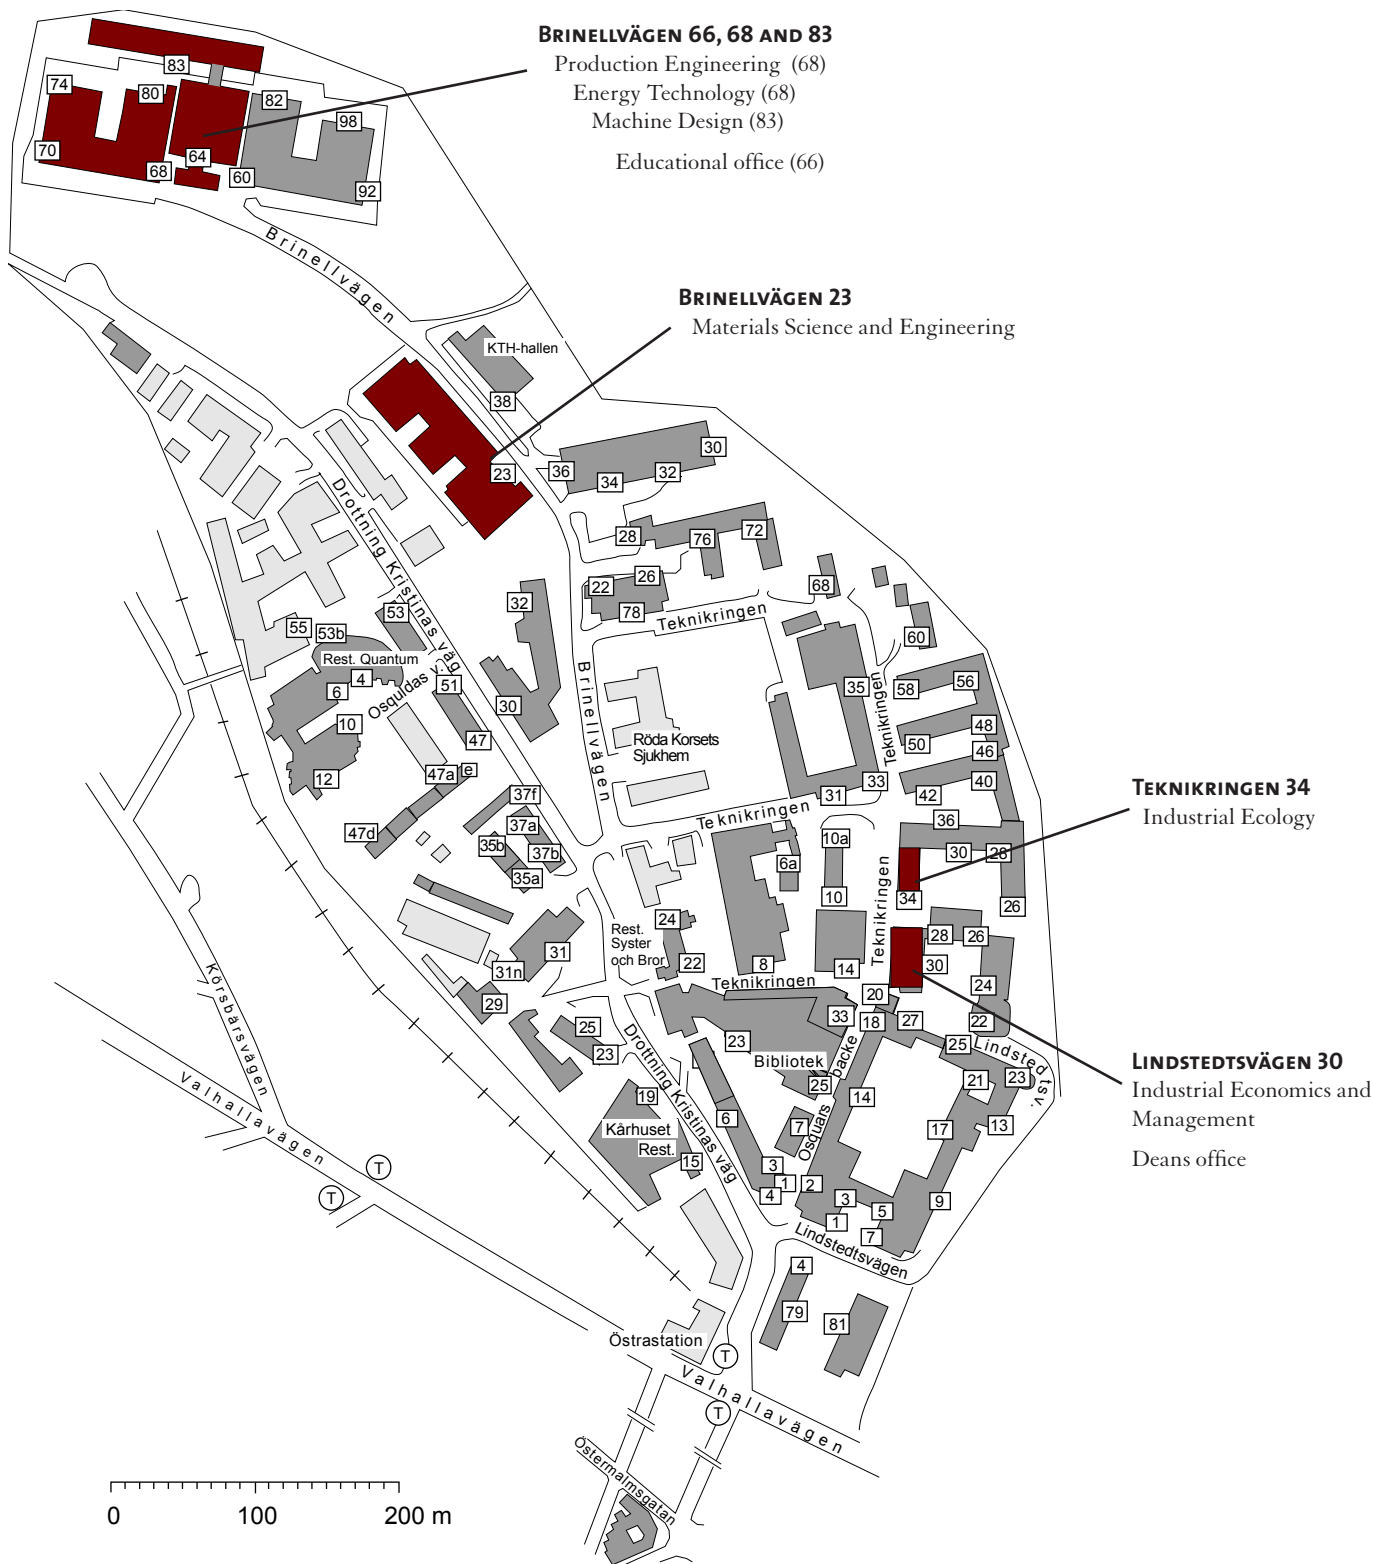 BRINELLVÄGEN 66, 68 AND 83
Production Engineering (68)
Energy Technology (68)
Machine Design (83)
Educational office (66)
83
74
80
82
98
70
64
68
60
92
Brinellvägen
BRINELLVÄGEN 23
Materials Science and Engineering
KTH-hallen
38
30
36
32
23
34
Drottning Kristinas väg
28
76
72
26
22
68
78
32
Teknikringen
53
55
53b
60
Rest. Quantum
4
6
51
Osquldas v.
56
35
58
Teknikringen
30
10
Brinellvägen
48
50
46
47
Röda Korsets
Sjukhem
12
47a
e
33
40
31
42
TEKNIKRINGEN 34
Industrial Ecology
37f
Teknikringen
36
37a
47d
35b
37b
10a
30
28
6a
35a
10
34
26
Teknikringen
24
Rest.
Syster
och Bror
28
26
31
22
8
14
30
31n
Teknikringen
24
29
20
33
18
27
22
25
23
Drottning Kristinas väg
23
Bibliotek
25
Lindstedtsv.
LINDSTEDTSVÄGEN 30
Industrial Economics and
Management
Deans office
21
23
25
19
14
Osquars backe
6
7
17
13
Kårhuset
Rest.
15
3
1
2
4
3
9
5
1
7
Lindstedtsvägen
Körsbärsvägen
Valhallavägen
T
T
4
79
81
Östrastation
T
Valhallavägen
T
Östermalmsgatan
0
100
200 m